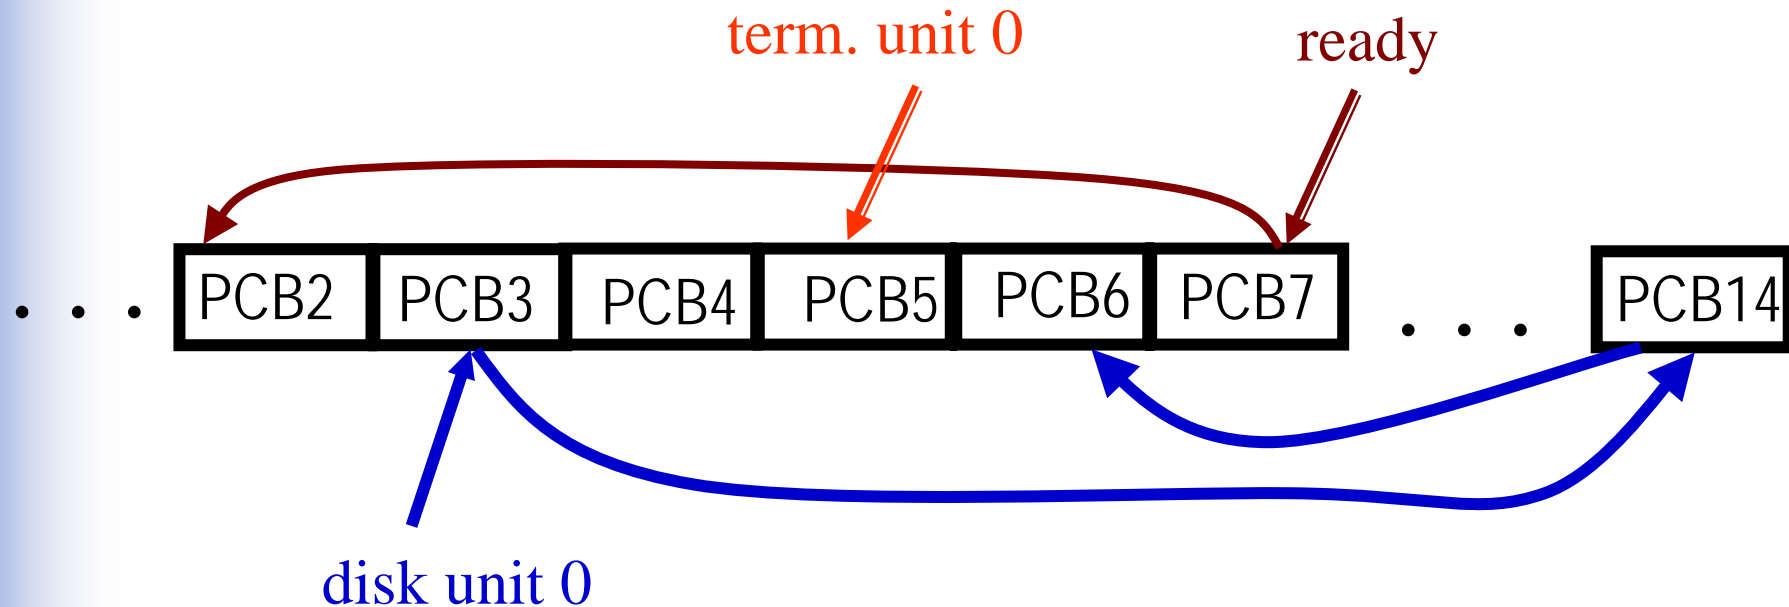 term. unit 0
ready
. . . PCB2 PCB3 PCB4 PCB5 PCB6 PCB7 . . . PCB14
disk unit 0